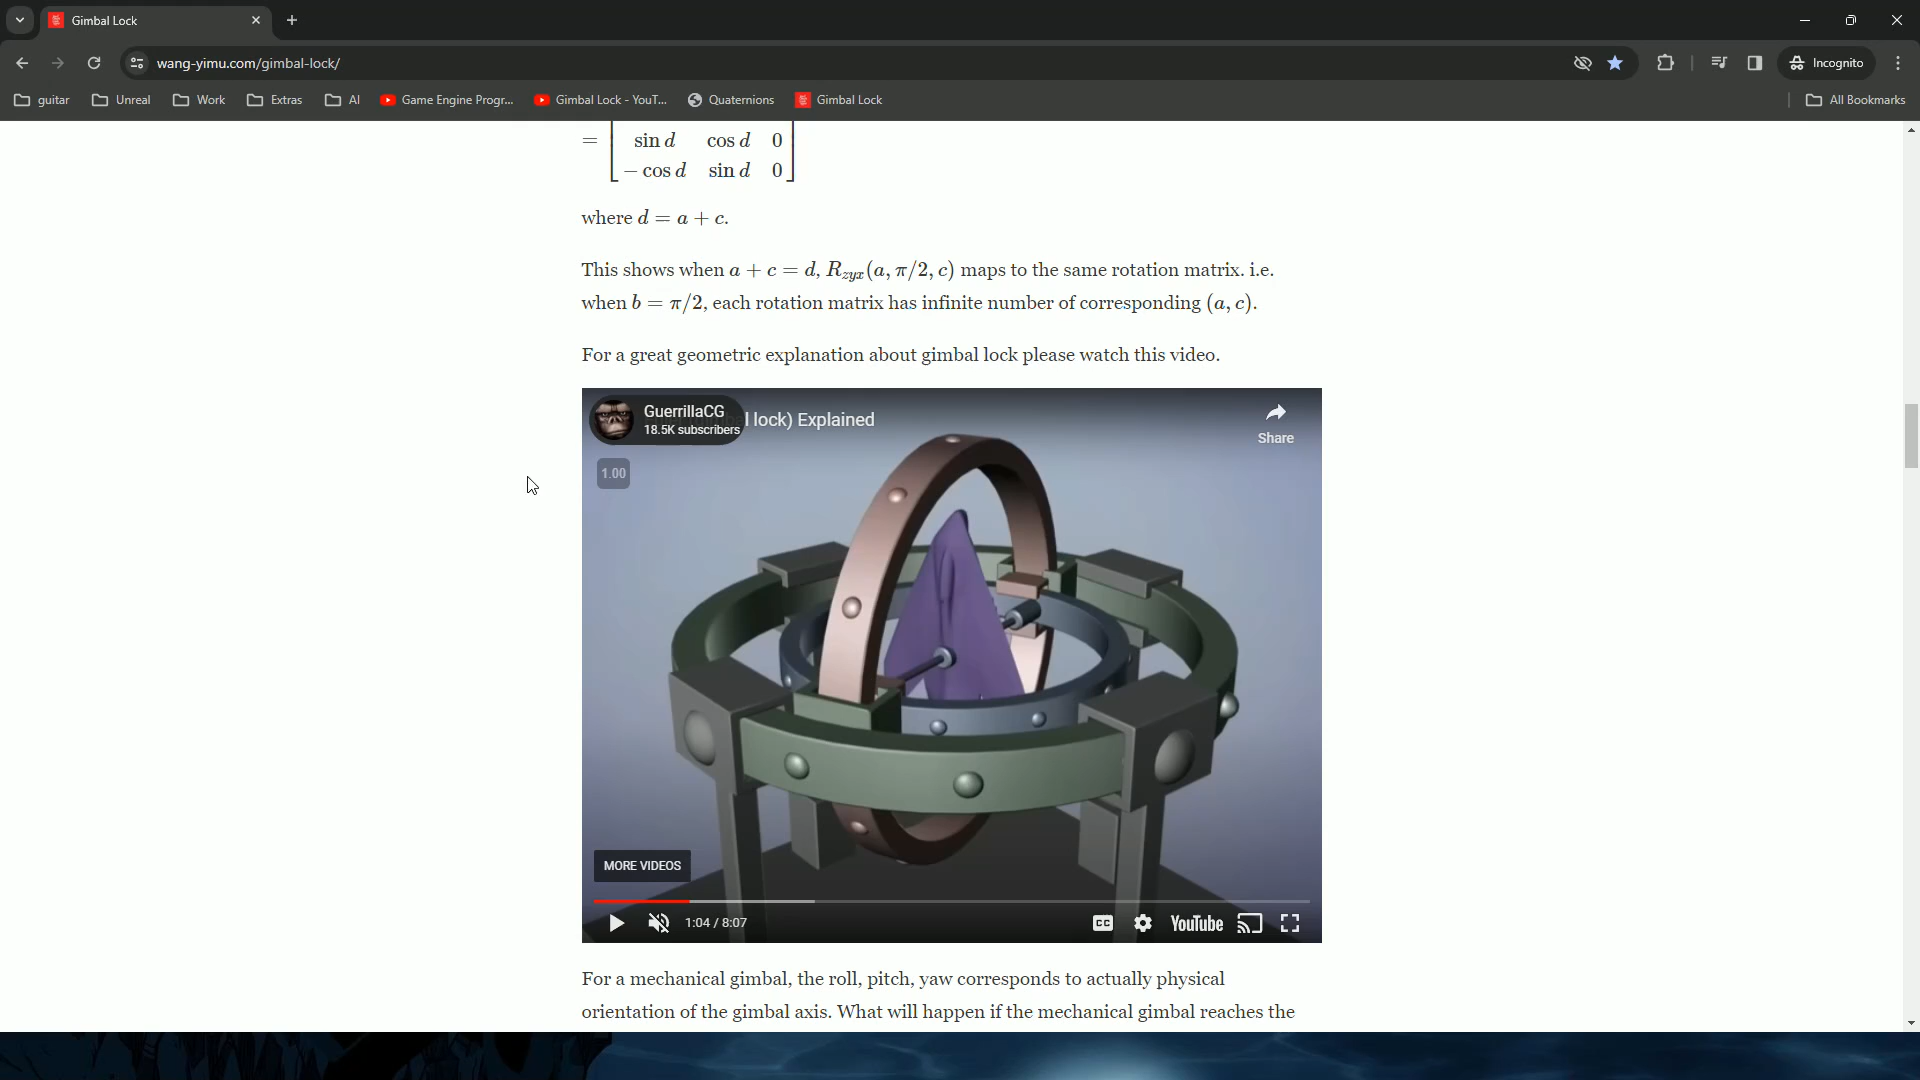 Gimbal Lock
wang-yimu.com/gimbal-lock/
Incognito
guitar Unreal Work Extras AI Game Engine Progr... Gimbal Lock - YouT... Quaternions Gimbal Lock All Bookmarks
= sin d cos d 0
− cos d sin d 0
where d = a + c.
This shows when a + c = d, Rzyx(a, π/2, c) maps to the same rotation matrix. i.e.
when b = π/2, each rotation matrix has infinite number of corresponding (a, c).
For a great geometric explanation about gimbal lock please watch this video.
GuerrillaCG
18.5K subscribers
l lock) Explained
Share
1.00
MORE VIDEOS
1:04 / 8:07
CC
YouTube
For a mechanical gimbal, the roll, pitch, yaw corresponds to actually physical
orientation of the gimbal axis. What will happen if the mechanical gimbal reaches the